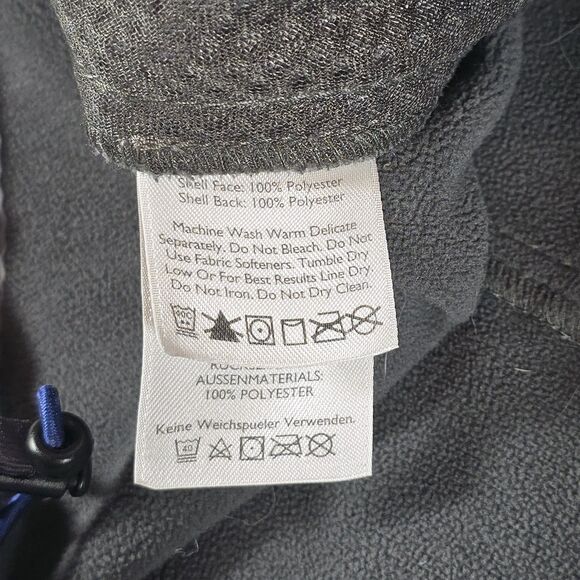 Shell Face: 100% Polyester
Shell Back: 100% Polyester
Machine Wash Warm Delicate
Separately. Do Not Bleach. Do Not
Use Fabric Softeners. Tumble Dry
Low Or For Best Results Line Dry.
Do Not Iron. Do Not Dry Clean.
AUSSENMATERIALS:
100% POLYESTER
Keine Weichspueler Verwenden.
40